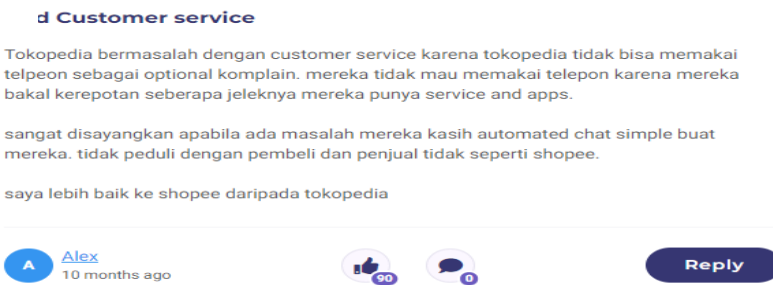 d Customer service
Tokopedia bermasalah dengan customer service karena tokopedia tidak bisa memakai
telpeon sebagai optional komplain. mereka tidak mau memakai telepon karena mereka
bakal kerepotan seberapa jeleknya mereka punya service and apps.
sangat disayangkan apabila ada masalah mereka kasih automated chat simple buat
mereka. tidak peduli dengan pembeli dan penjual tidak seperti shopee.
saya lebih baik ke shopee daripada tokopedia
A
Alex
10 months ago
90
0
Reply